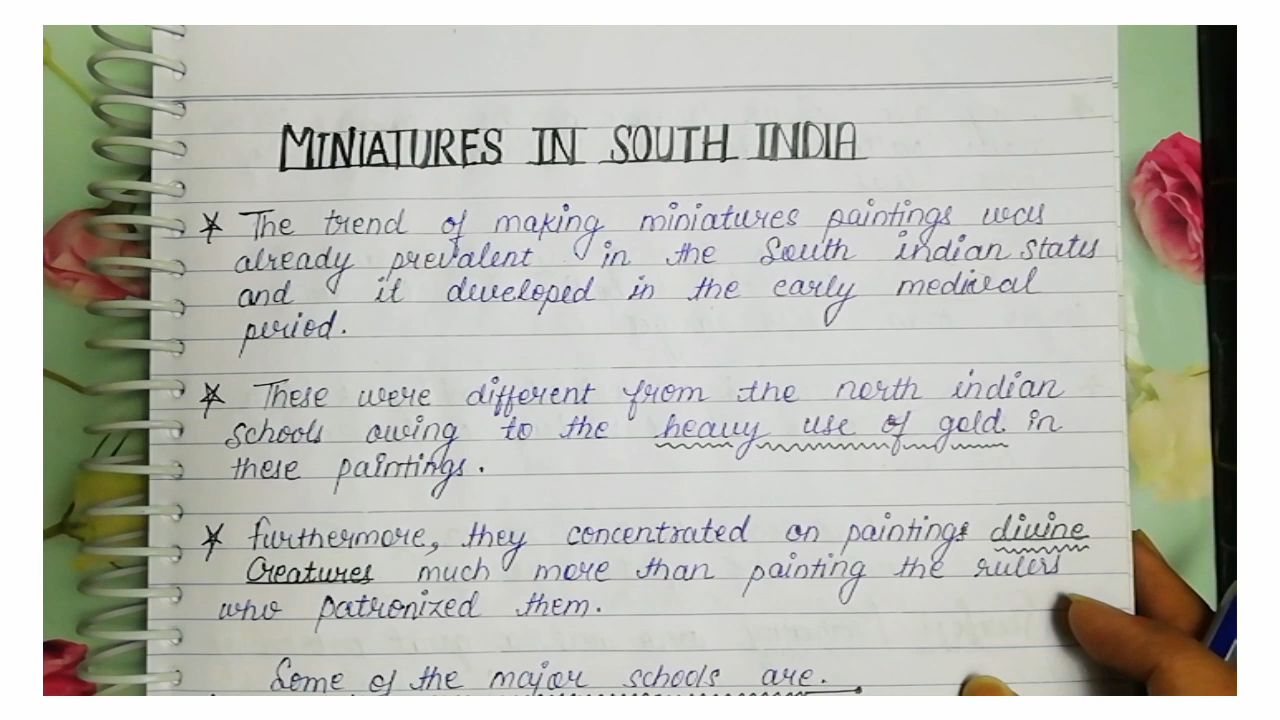 MINIATURES IN SOUTH INDIA
* The trend of making miniatures paintings was
already prevalent in the South indian states
and it developed in the early medieval
period.
* These were different from the north indian
schools owing to the heavy use of gold in
these paintings.
* furthermore, they concentrated on paintings divine
Creatures much more than painting the rulers
who patronized them.
Some of the major schools are.